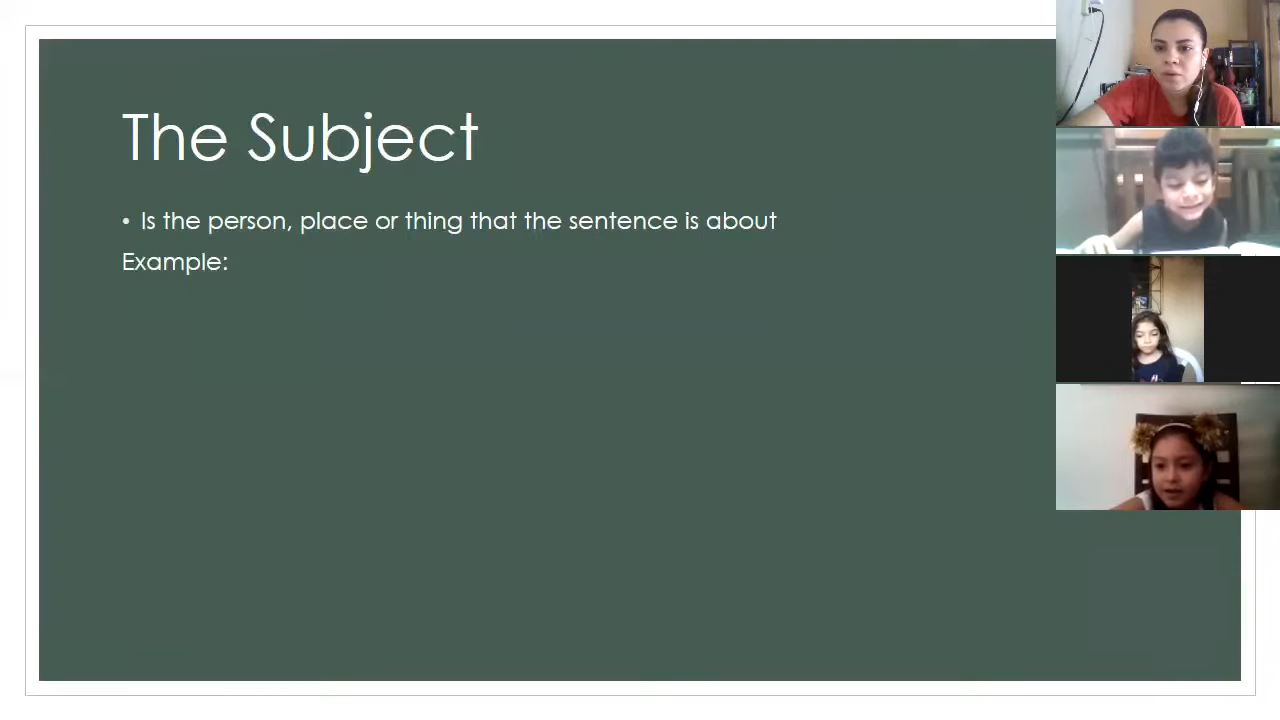 The Subject
• Is the person, place or thing that the sentence is about
Example: